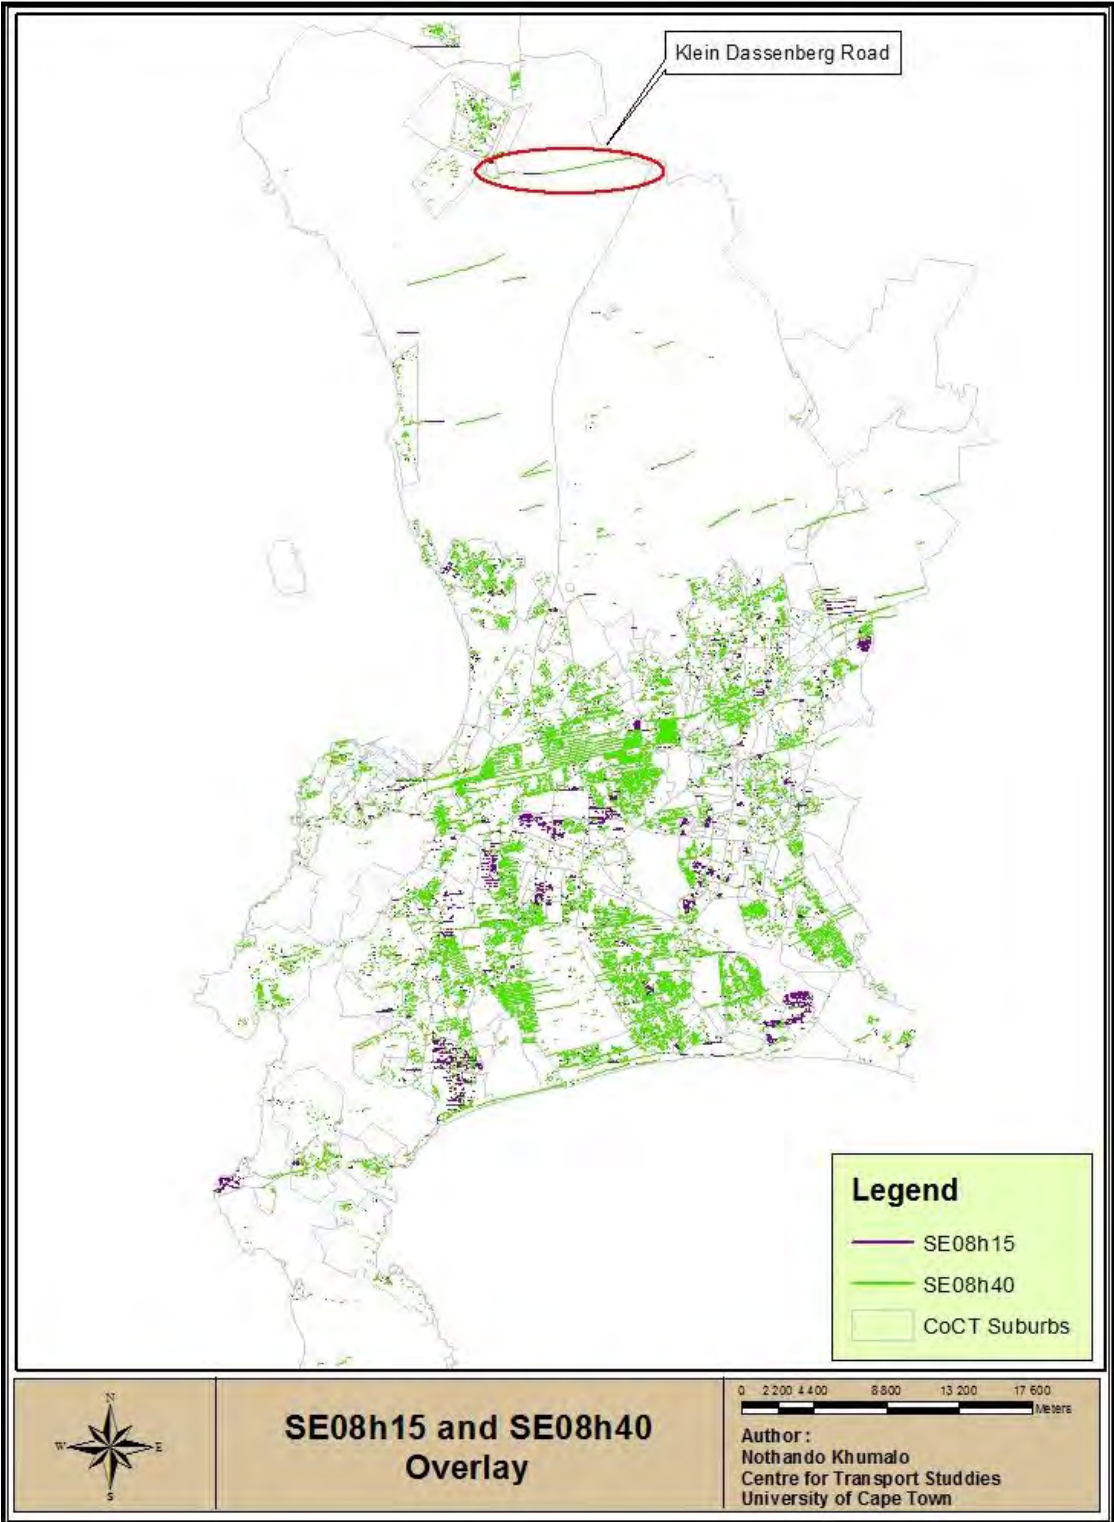 Klein Dassenberg Road
Legend
SE08h15
SE08h40
CoCT Suburbs
N
W
E
S
SE08h15 and SE08h40
Overlay
0 2 200 4 400 8 800 13 200 17 600
Meters
Author :
Nothando Khumalo
Centre for Transport Studdies
University of Cape Town